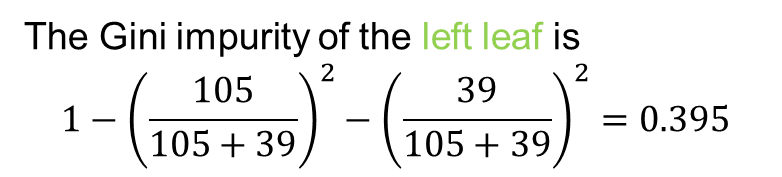 The Gini impurity of the left leaf is
1 − (105 / (105 + 39))² − (39 / (105 + 39))² = 0.395